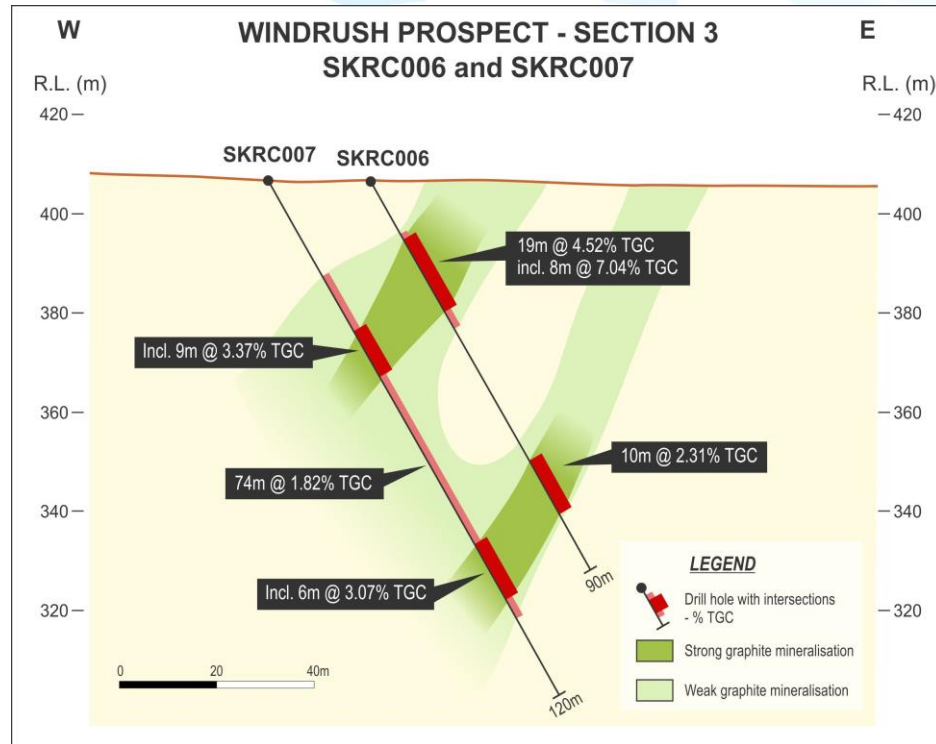 W
WINDRUSH PROSPECT - SECTION 3
E
SKRC006 and SKRC007
R.L. (m)
R.L. (m)
420
420
SKRC007
SKRC006
400
400
19m @ 4.52% TGC
incl. 8m @ 7.04% TGC
380
380
Incl. 9m @ 3.37% TGC
360
360
10m @ 2.31% TGC
74m @ 1.82% TGC
340
340
90m
Incl. 6m @ 3.07% TGC
320
320
LEGEND
Drill hole with intersections
- % TGC
Strong graphite mineralisation
Weak graphite mineralisation
0
20
40m
120m